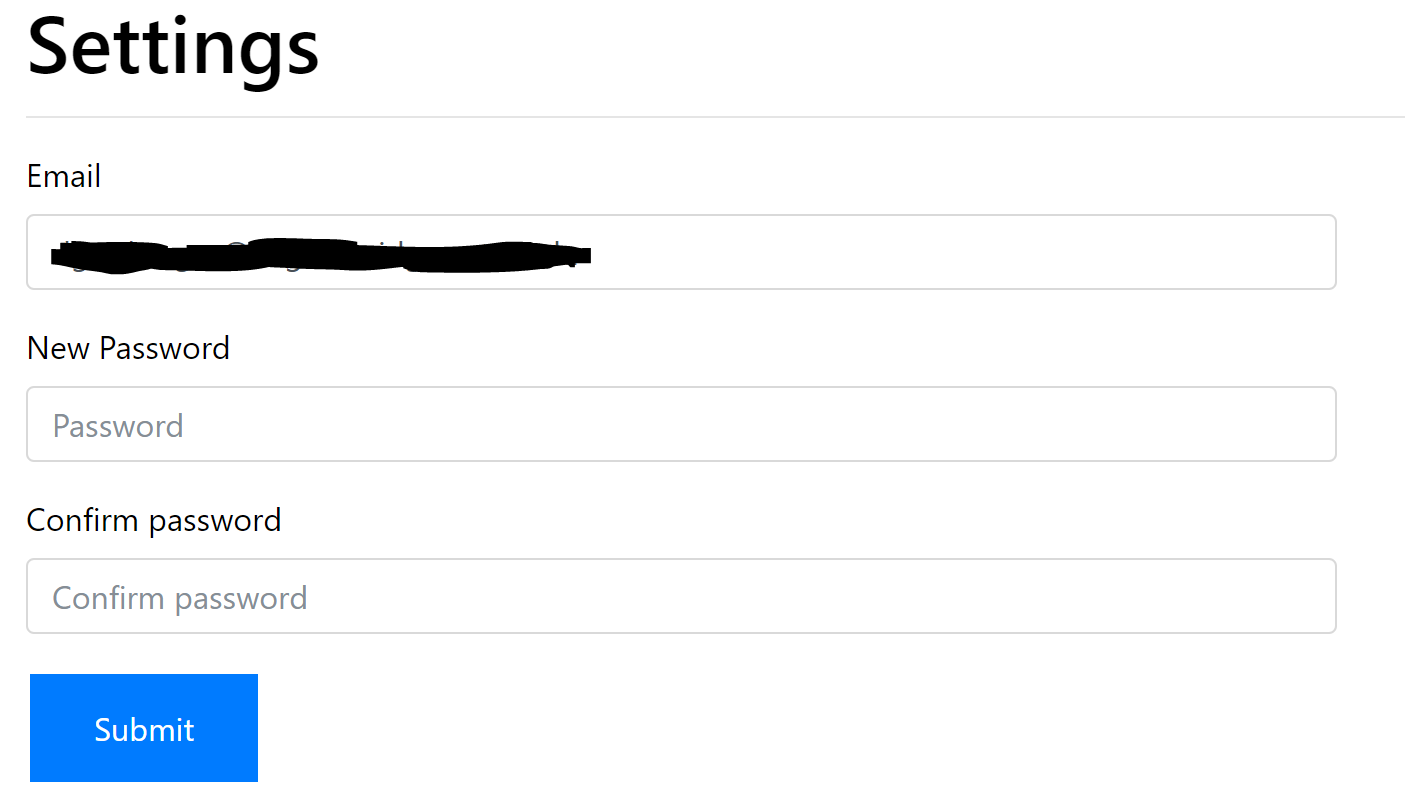 Settings
Email
New Password
Password
Confirm password
Confirm password
Submit